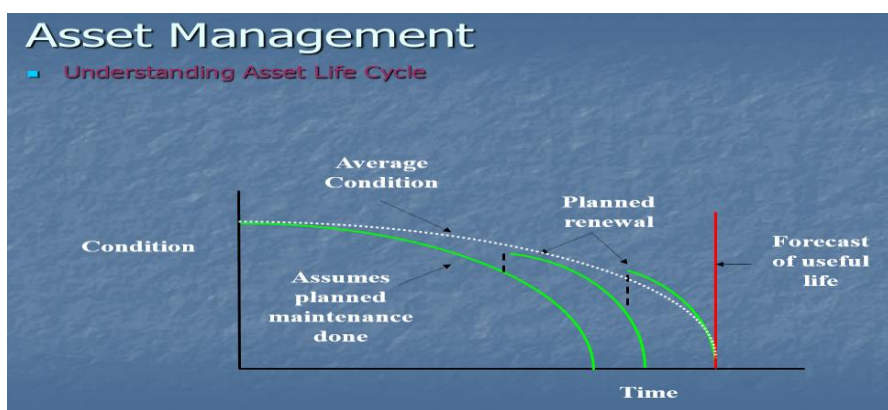 Asset Management
Understanding Asset Life Cycle
Average
Condition
Planned
renewal
Condition
Forecast
of useful
life
Assumes
planned
maintenance
done
Time